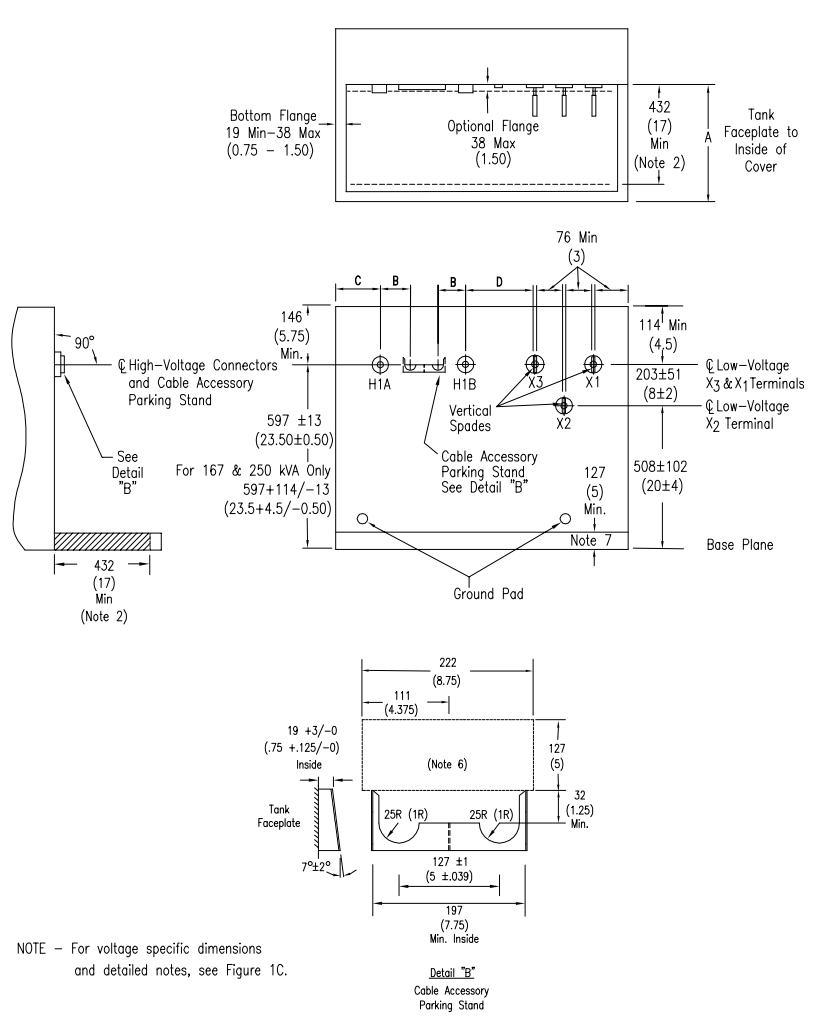 Bottom Flange
19 Min–38 Max
(0.75 – 1.50)
Optional Flange
38 Max
(1.50)
432
(17)
Min
(Note 2)
A
Tank
Faceplate to
Inside of
Cover
76 Min
(3)
C
B
B
D
146
(5.75)
Min.
114 Min
(4,5)
90°
℄ High–Voltage Connectors
and Cable Accessory
Parking Stand
H1A
H1B
X3
X1
X2
203±51
(8±2)
℄ Low–Voltage
X3 & X1 Terminals
℄ Low–Voltage
X2 Terminal
Vertical
Spades
597 ±13
(23.50±0.50)
For 167 & 250 kVA Only
597+114/–13
(23.5+4.5/–0.50)
See
Detail
"B"
Cable Accessory
Parking Stand
See Detail "B"
127
(5)
Min.
508±102
(20±4)
Note 7
Base Plane
432
(17)
Min
(Note 2)
Ground Pad
222
(8.75)
111
(4.375)
19 +3/–0
(.75 +.125/–0)
Inside
(Note 6)
127
(5)
Tank
Faceplate
25R (1R)
25R (1R)
32
(1.25)
Min.
7°±2°
127 ±1
(5 ±.039)
197
(7.75)
Min. Inside
NOTE – For voltage specific dimensions
and detailed notes, see Figure 1C.
Detail "B"
Cable Accessory
Parking Stand